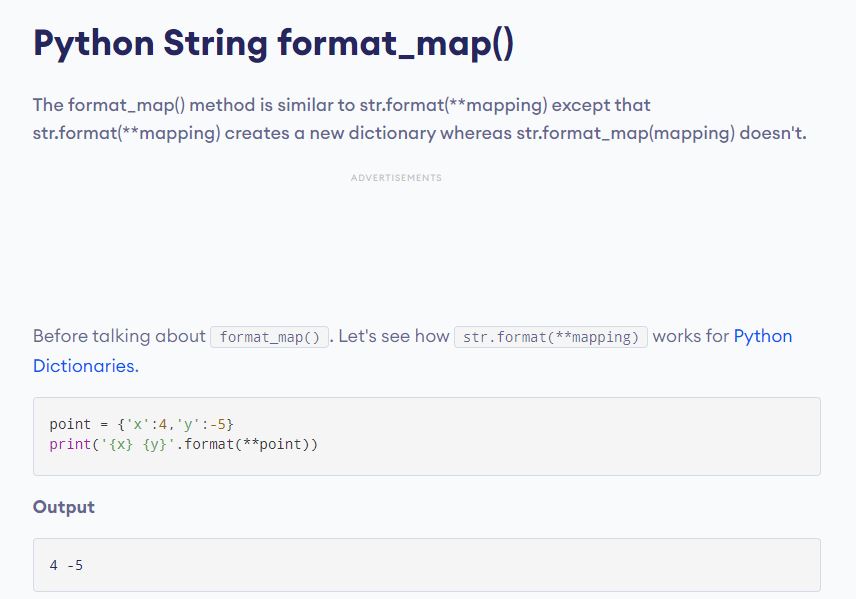 Python String format_map()
The format_map() method is similar to str.format(**mapping) except that
str.format(**mapping) creates a new dictionary whereas str.format_map(mapping) doesn't.
ADVERTISEMENTS
Before talking about format_map() . Let's see how str.format(**mapping) works for Python
Dictionaries.
point = {'x':4,'y':-5}
print('{x} {y}'.format(**point))
Output
4 -5